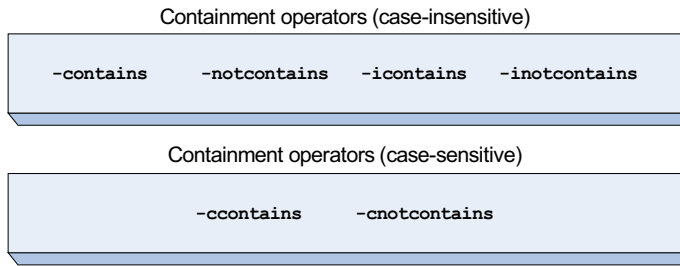 Containment operators (case-insensitive)
-contains -notcontains -icontains -inotcontains
Containment operators (case-sensitive)
-ccontains -cnotcontains